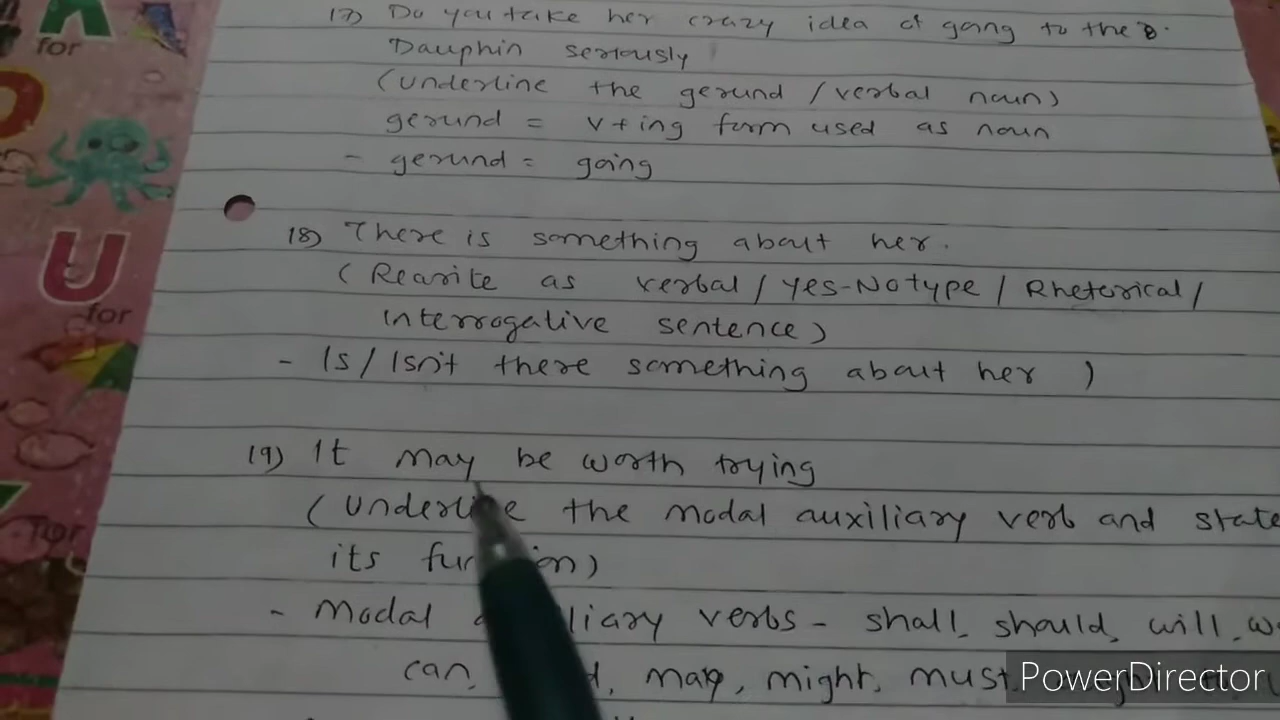 for
U
for
for
17) Do you take her crazy idea of going to the
Dauphin seriously
(underline the gerund / verbal noun)
gerund = v+ing form used as noun
- gerund = going
18) There is something about her.
(Rewrite as verbal / yes-No type / Rhetorical /
Interrogative sentence)
- Is / Isn't there something about her )
19) It may be worth trying
(underline the modal auxiliary verb and state
its
- Modal verbs - shall, should, will,
can, may, might, must,
PowerDirector